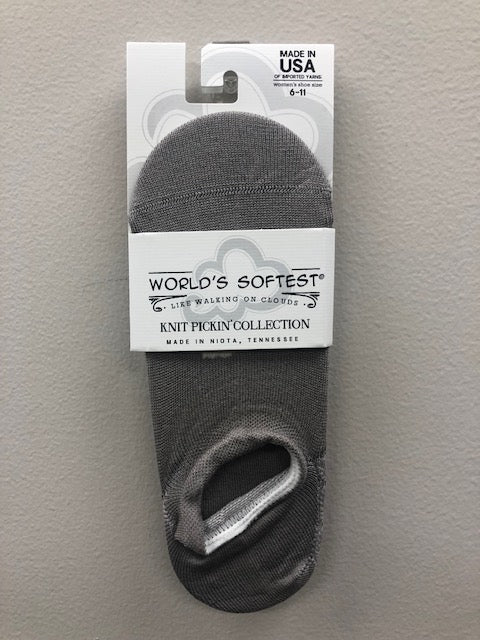 MADE IN
USA
OF IMPORTED YARNS
women's shoe size
6-11
WORLD'S SOFTEST®
LIKE WALKING ON CLOUDS
KNIT PICKIN' COLLECTION
MADE IN NIOTA, TENNESSEE